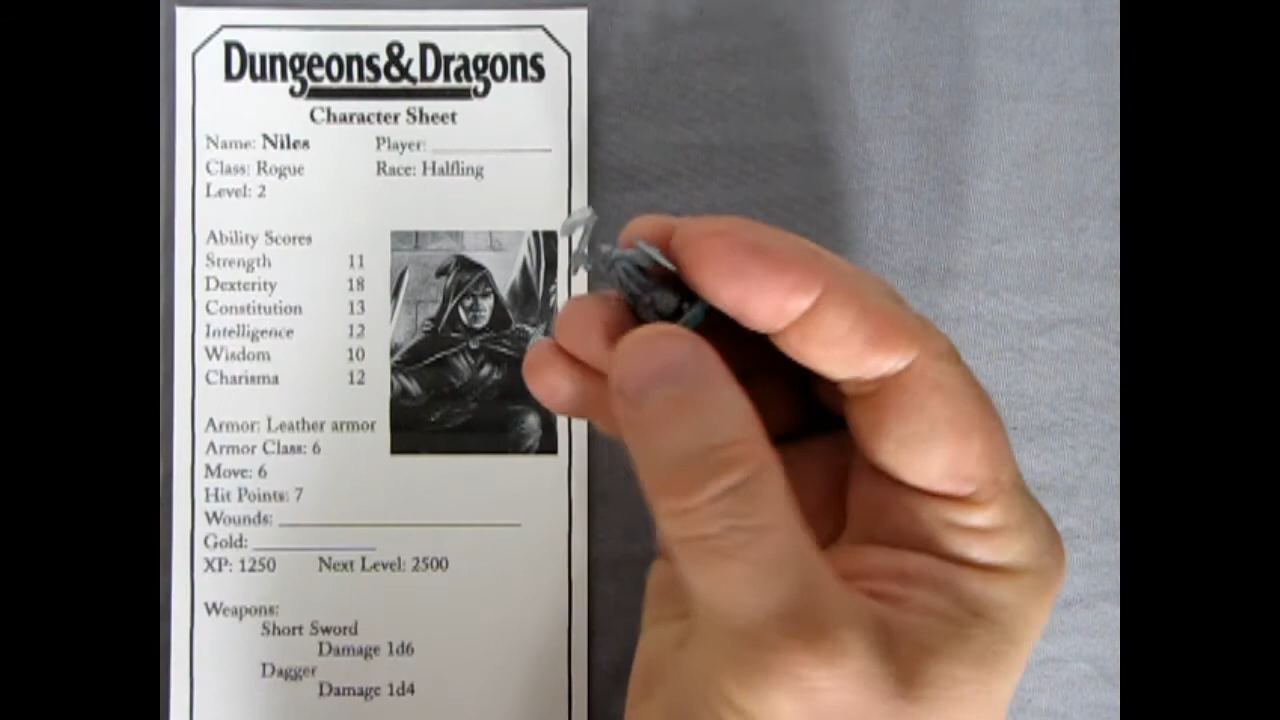 Dungeons&Dragons
Character Sheet
Name: Niles Player:
Class: Rogue Race: Halfling
Level: 2
Ability Scores
Strength 11
Dexterity 18
Constitution 13
Intelligence 12
Wisdom 10
Charisma 12
Armor: Leather armor
Armor Class: 6
Move: 6
Hit Points: 7
Wounds:
Gold:
XP: 1250 Next Level: 2500
Weapons:
Short Sword
Damage 1d6
Dagger
Damage 1d4